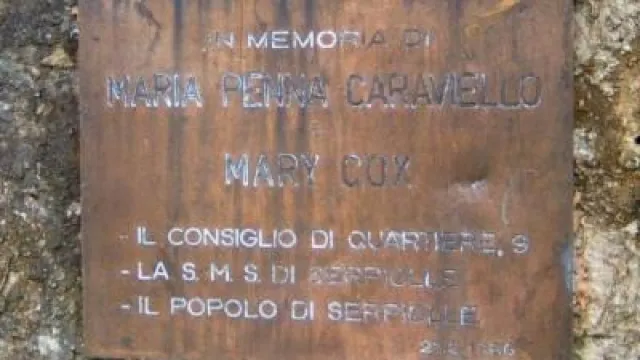 IN MEMORIA DI
MARIA PENNA CARAVIELLO
MARY COX
- IL CONSIGLIO DI QUARTIERE, 9
- LA S. M. S. DI SERPIOLLE
- IL POPOLO DI SERPIOLLE